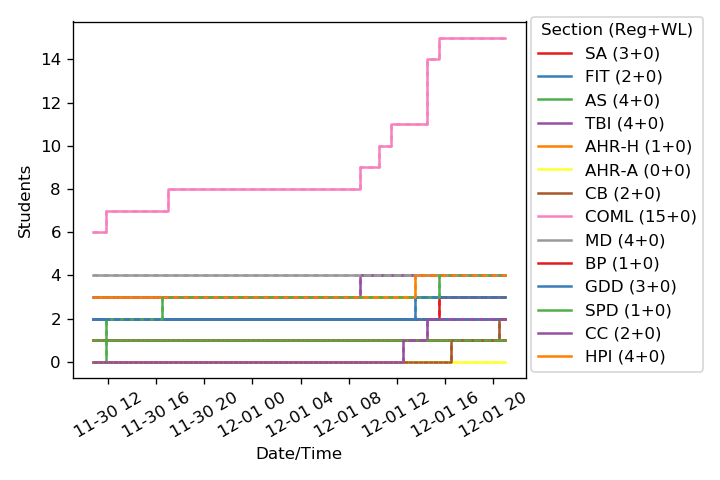 Section (Reg+WL)
SA (3+0)
FIT (2+0)
AS (4+0)
TBI (4+0)
AHR-H (1+0)
AHR-A (0+0)
CB (2+0)
COML (15+0)
MD (4+0)
BP (1+0)
GDD (3+0)
SPD (1+0)
CC (2+0)
HPI (4+0)
Students
14
12
10
8
6
4
2
0
11-30 12
11-30 16
11-30 20
12-01 00
12-01 04
12-01 08
12-01 12
12-01 16
12-01 20
Date/Time